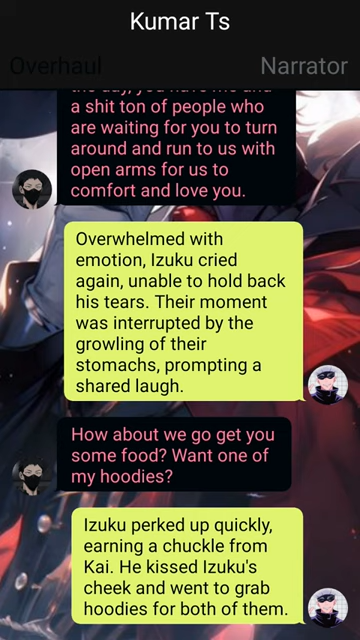 Kumar Ts
Overhaul
Narrator
the day, you have me and
a shit ton of people who
are waiting for you to turn
around and run to us with
open arms for us to
comfort and love you.
Overwhelmed with
emotion, Izuku cried
again, unable to hold back
his tears. Their moment
was interrupted by the
growling of their
stomachs, prompting a
shared laugh.
How about we go get you
some food? Want one of
my hoodies?
Izuku perked up quickly,
earning a chuckle from
Kai. He kissed Izuku's
cheek and went to grab
hoodies for both of them.